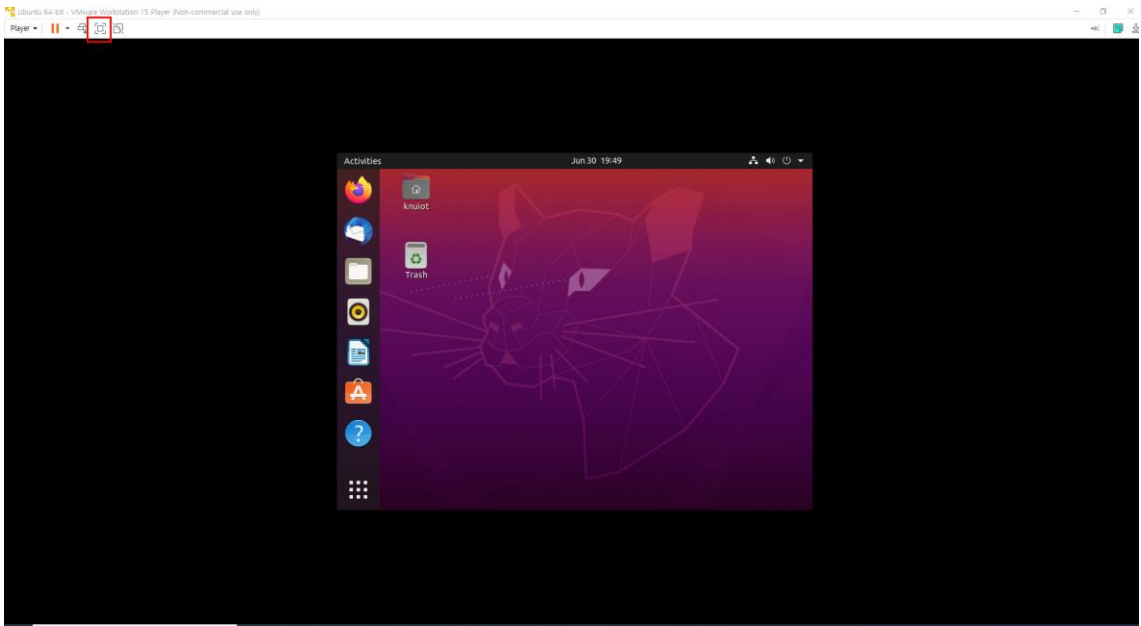 Ubuntu 64-bit - VMware Workstation 15 Player (Non-commercial use only)
Player
Activities
Jun 30 19:49
knuiot
Trash